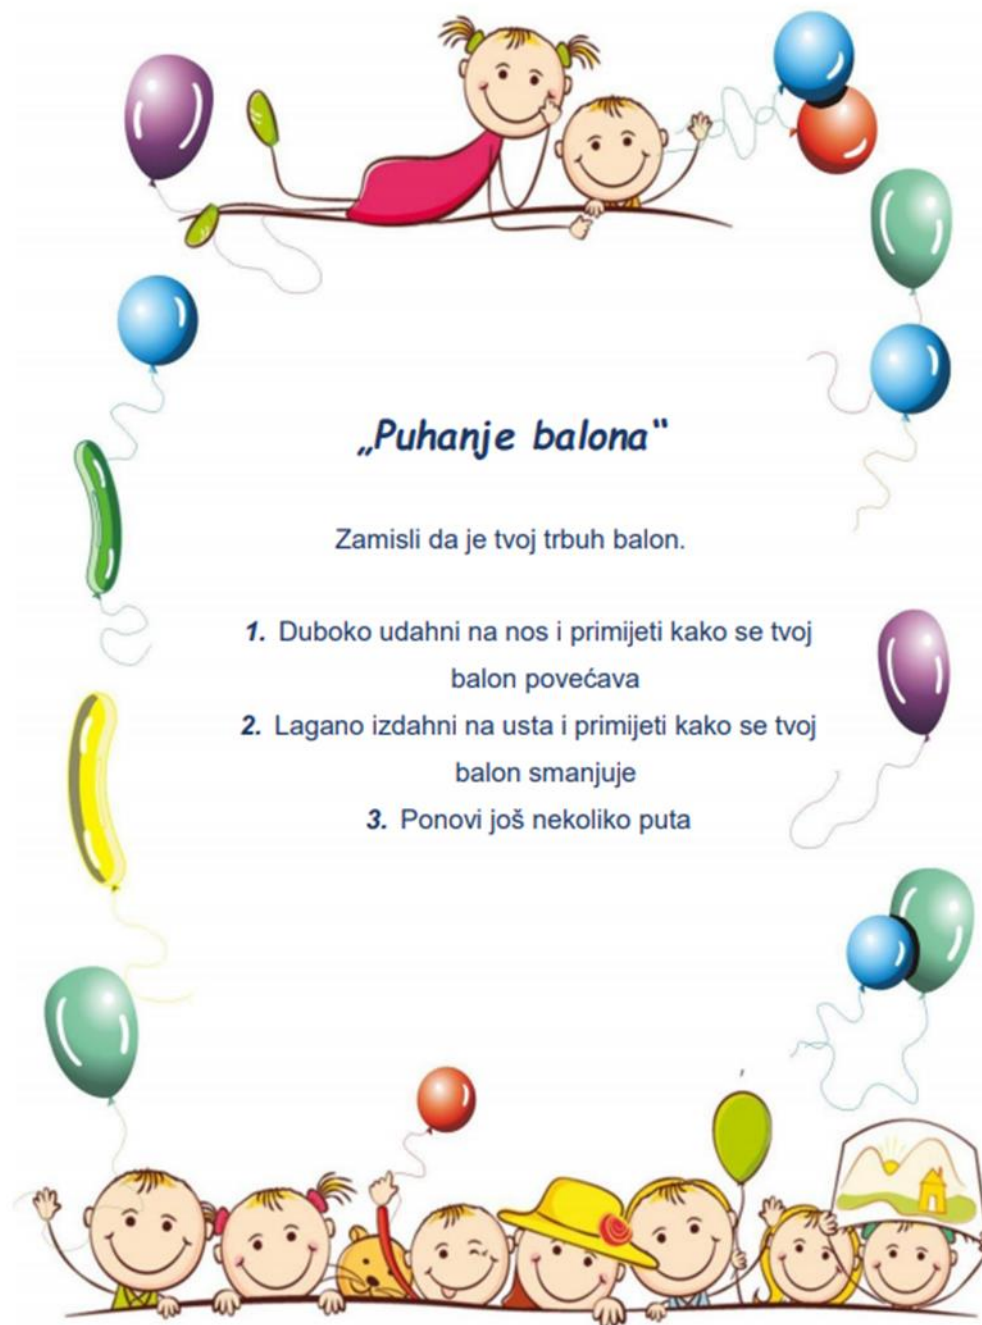 „Puhanje balona“
Zamisli da je tvoj trbuh balon.
1. Duboko udahni na nos i primijeti kako se tvoj
balon povećava
2. Lagano izdahni na usta i primijeti kako se tvoj
balon smanjuje
3. Ponovi još nekoliko puta